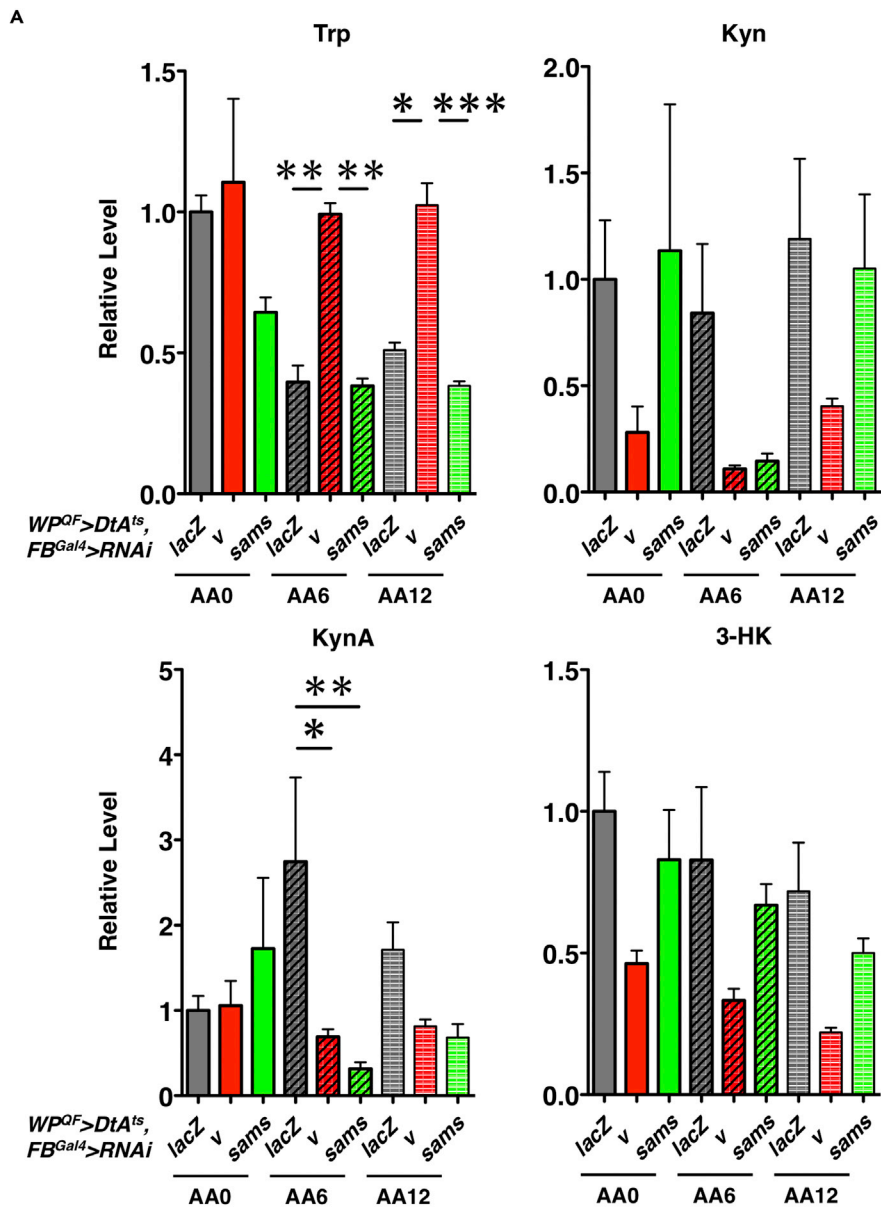 A
Trp
Kyn
Relative Level
1.5
1.0
0.5
0.0
* ***
** **
2.0
1.5
1.0
0.5
0.0
WP^QF>DtA^ts,
FB^Gal4>RNAi
lacZ v sams lacZ v sams lacZ v sams
AA0 AA6 AA12
lacZ v sams lacZ v sams lacZ v sams
AA0 AA6 AA12
KynA
3-HK
Relative Level
5
4
3
2
1
0
**
*
1.5
1.0
0.5
0.0
WP^QF>DtA^ts,
FB^Gal4>RNAi
lacZ v sams lacZ v sams lacZ v sams
AA0 AA6 AA12
lacZ v sams lacZ v sams lacZ v sams
AA0 AA6 AA12